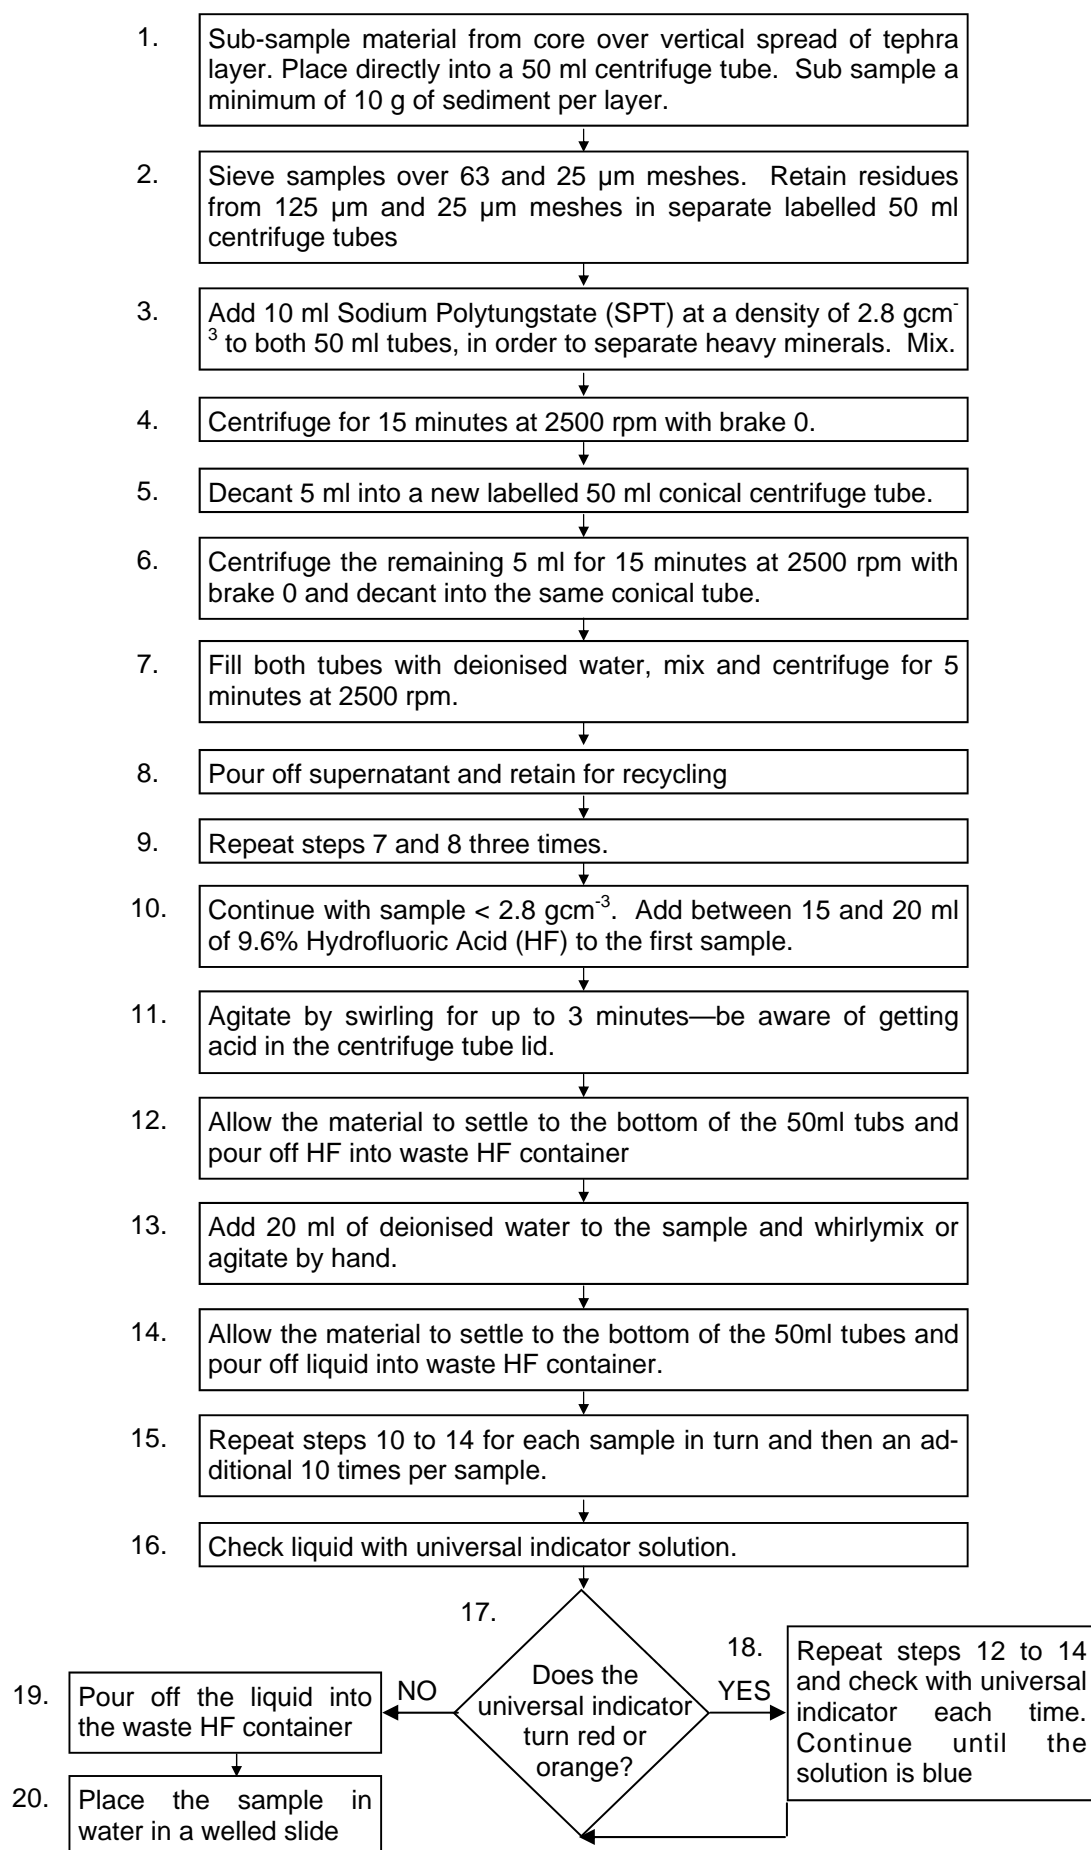 1.
Sub-sample material from core over vertical spread of tephra
layer. Place directly into a 50 ml centrifuge tube. Sub sample a
minimum of 10 g of sediment per layer.
2.
Sieve samples over 63 and 25 µm meshes. Retain residues
from 125 µm and 25 µm meshes in separate labelled 50 ml
centrifuge tubes
3.
Add 10 ml Sodium Polytungstate (SPT) at a density of 2.8 gcm⁻
³ to both 50 ml tubes, in order to separate heavy minerals. Mix.
4.
Centrifuge for 15 minutes at 2500 rpm with brake 0.
5.
Decant 5 ml into a new labelled 50 ml conical centrifuge tube.
6.
Centrifuge the remaining 5 ml for 15 minutes at 2500 rpm with
brake 0 and decant into the same conical tube.
7.
Fill both tubes with deionised water, mix and centrifuge for 5
minutes at 2500 rpm.
8.
Pour off supernatant and retain for recycling
9.
Repeat steps 7 and 8 three times.
10.
Continue with sample < 2.8 gcm⁻³. Add between 15 and 20 ml
of 9.6% Hydrofluoric Acid (HF) to the first sample.
11.
Agitate by swirling for up to 3 minutes—be aware of getting
acid in the centrifuge tube lid.
12.
Allow the material to settle to the bottom of the 50ml tubs and
pour off HF into waste HF container
13.
Add 20 ml of deionised water to the sample and whirlymix or
agitate by hand.
14.
Allow the material to settle to the bottom of the 50ml tubes and
pour off liquid into waste HF container.
15.
Repeat steps 10 to 14 for each sample in turn and then an ad-
ditional 10 times per sample.
16.
Check liquid with universal indicator solution.
17.
Does the
universal indicator
turn red or
orange?
YES
18.
Repeat steps 12 to 14
and check with universal
indicator each time.
Continue until the
solution is blue
NO
19.
Pour off the liquid into
the waste HF container
20.
Place the sample in
water in a welled slide